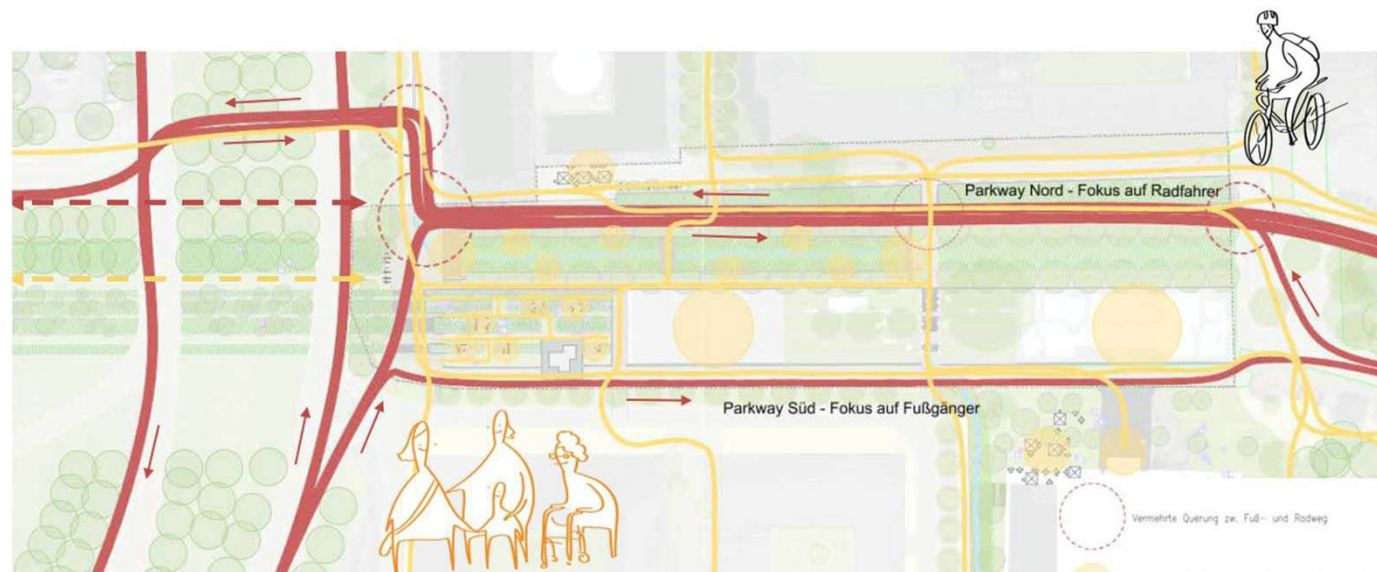 Parkway Nord - Fokus auf Radfahrer
Parkway Süd - Fokus auf Fußgänger
Vermehrte Querung zw. Fuß- und Radweg